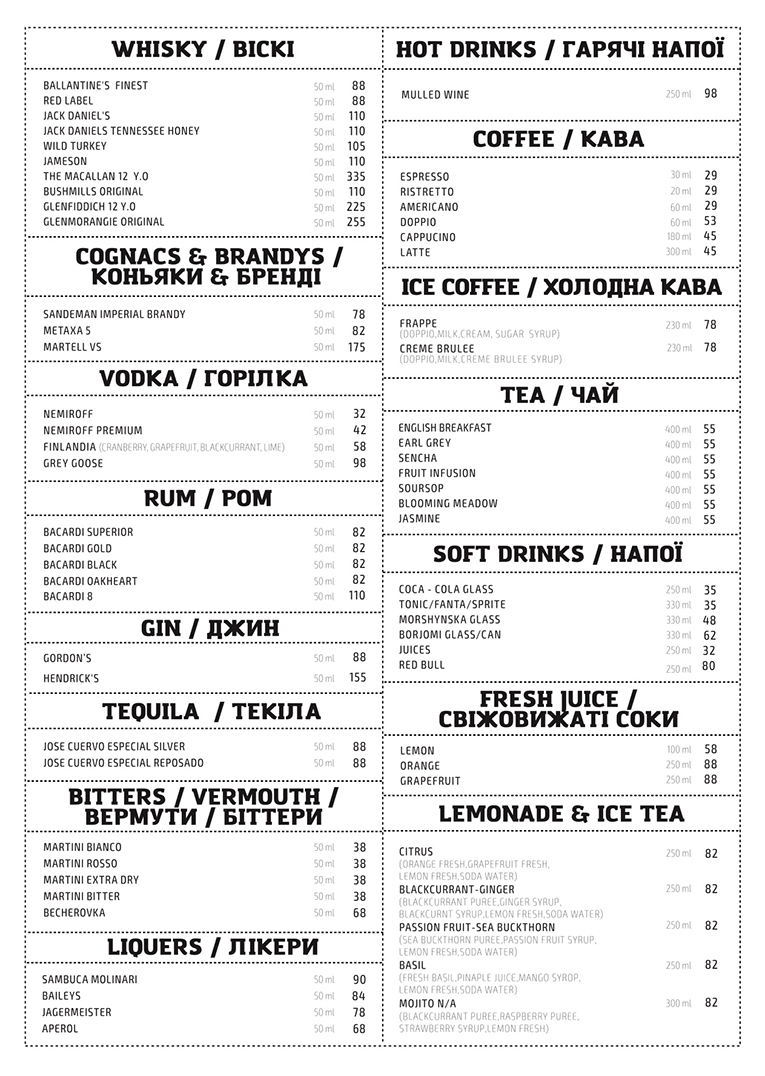 WHISKY / ВІСКІ
BALLANTINE'S FINEST 50 ml 88
RED LABEL 50 ml 88
JACK DANIEL'S 50 ml 110
JACK DANIELS TENNESSEE HONEY 50 ml 110
WILD TURKEY 50 ml 105
JAMESON 50 ml 110
THE MACALLAN 12 Y.O 50 ml 335
BUSHMILLS ORIGINAL 50 ml 110
GLENFIDDICH 12 Y.O 50 ml 225
GLENMORANGIE ORIGINAL 50 ml 255
COGNACS & BRANDYS /
КОНЬЯКИ & БРЕНДІ
SANDEMAN IMPERIAL BRANDY 50 ml 78
METAXA 5 50 ml 82
MARTELL VS 50 ml 175
VODKA / ГОРІЛКА
NEMIROFF 50 ml 32
NEMIROFF PREMIUM 50 ml 42
FINLANDIA (CRANBERRY, GRAPEFRUIT, BLACKCURRANT, LIME) 50 ml 58
GREY GOOSE 50 ml 98
RUM / РОМ
BACARDI SUPERIOR 50 ml 82
BACARDI GOLD 50 ml 82
BACARDI BLACK 50 ml 82
BACARDI OAKHEART 50 ml 82
BACARDI 8 50 ml 110
GIN / ДЖИН
GORDON'S 50 ml 88
HENDRICK'S 50 ml 155
TEQUILA / ТЕКІЛА
JOSE CUERVO ESPECIAL SILVER 50 ml 88
JOSE CUERVO ESPECIAL REPOSADO 50 ml 88
BITTERS / VERMOUTH /
ВЕРМУТИ / БІТТЕРИ
MARTINI BIANCO 50 ml 38
MARTINI ROSSO 50 ml 38
MARTINI EXTRA DRY 50 ml 38
MARTINI BITTER 50 ml 38
BECHEROVKA 50 ml 68
LIQUERS / ЛІКЕРИ
SAMBUCA MOLINARI 50 ml 90
BAILEYS 50 ml 84
JAGERMEISTER 50 ml 78
APEROL 50 ml 68
HOT DRINKS / ГАРЯЧІ НАПОЇ
MULLED WINE 250 ml 98
COFFEE / КАВА
ESPRESSO 30 ml 29
RISTRETTO 20 ml 29
AMERICANO 60 ml 29
DOPPIO 60 ml 53
CAPPUCINO 180 ml 45
LATTE 300 ml 45
ICE COFFEE / ХОЛОДНА КАВА
FRAPPE 230 ml 78
(DOPPIO,MILK,CREAM, SUGAR SYRUP)
CREME BRULEE 230 ml 78
(DOPPIO,MILK,CREME BRULEE SYRUP)
TEA / ЧАЙ
ENGLISH BREAKFAST 400 ml 55
EARL GREY 400 ml 55
SENCHA 400 ml 55
FRUIT INFUSION 400 ml 55
SOURSOP 400 ml 55
BLOOMING MEADOW 400 ml 55
JASMINE 400 ml 55
SOFT DRINKS / НАПОЇ
COCA - COLA GLASS 250 ml 35
TONIC/FANTA/SPRITE 330 ml 35
MORSHYNSKA GLASS 330 ml 48
BORJOMI GLASS/CAN 330 ml 62
JUICES 250 ml 32
RED BULL 250 ml 80
FRESH JUICE /
СВІЖОВИЖАТІ СОКИ
LEMON 100 ml 58
ORANGE 250 ml 88
GRAPEFRUIT 250 ml 88
LEMONADE & ICE TEA
CITRUS 250 ml 82
(ORANGE FRESH,GRAPEFRUIT FRESH,
LEMON FRESH,SODA WATER)
BLACKCURRANT-GINGER 250 ml 82
(BLACKCURRANT PUREE,GINGER SYRUP,
BLACKCURNT SYRUP,LEMON FRESH,SODA WATER)
PASSION FRUIT-SEA BUCKTHORN 250 ml 82
(SEA BUCKTHORN PUREE,PASSION FRUIT SYRUP,
LEMON FRESH,SODA WATER)
BASIL 250 ml 82
(FRESH BASIL,PINAPLE JUICE,MANGO SYROP,
LEMON FRESH,SODA WATER)
MOJITO N/A 300 ml 82
(BLACKCURRANT PUREE,RASPBERRY PUREE,
STRAWBERRY SYRUP,LEMON FRESH)